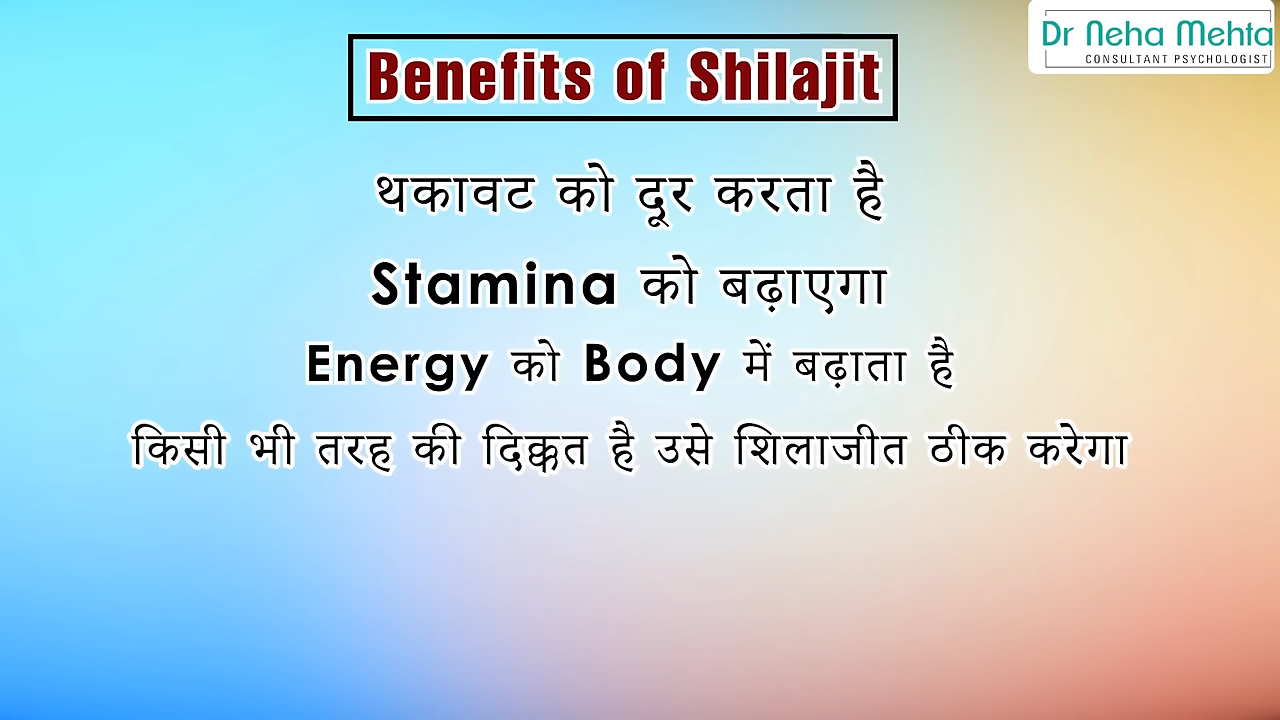 Dr Neha Mehta
CONSULTANT PSYCHOLOGIST
Benefits of Shilajit
थकावट को दूर करता है
Stamina को बढ़ाएगा
Energy को Body में बढ़ाता है
किसी भी तरह की दिक्कत है उसे शिलाजीत ठीक करेगा